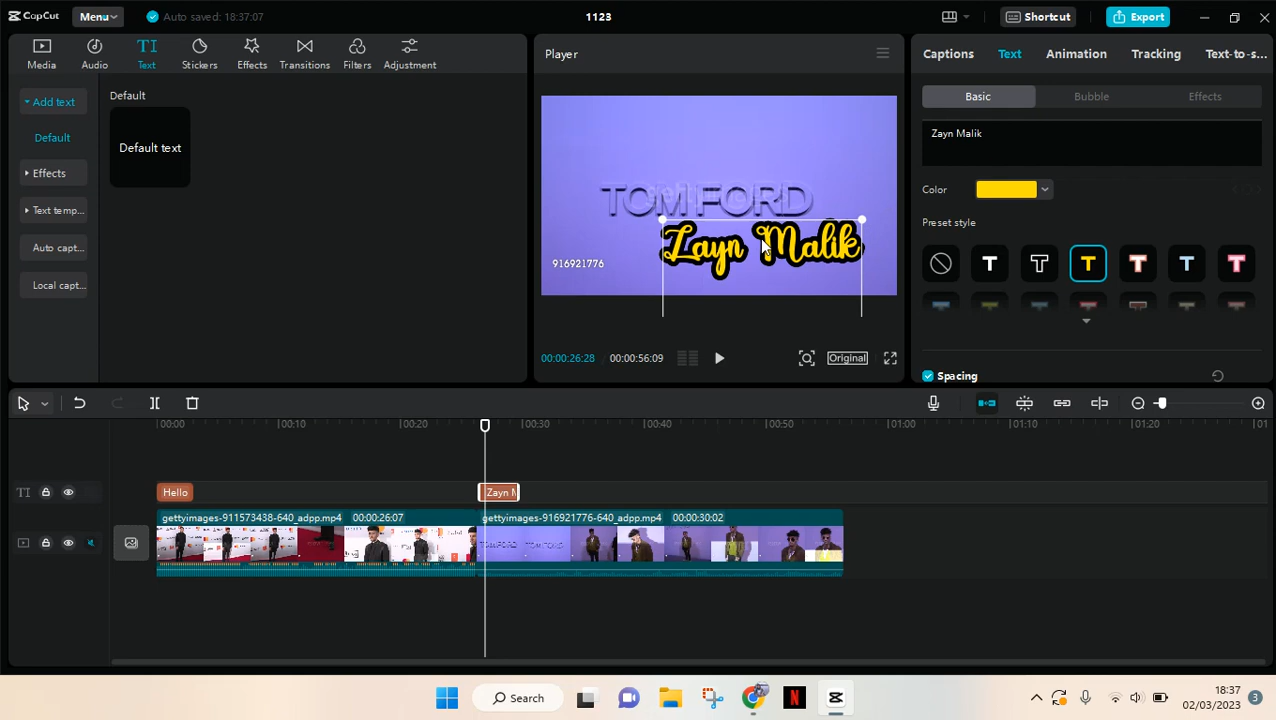 CapCut Menu Auto saved: 18:37:07 1123 Shortcut Export
Media Audio Text Stickers Effects Transitions Filters Adjustment
TI
Add text
Default
Effects
Text temp...
Auto capt...
Local capt...
Default
Default text
Player
TOM FORD
Zayn Malik
916921776
00:00:26:28 00:00:56:09 Original
Captions Text Animation Tracking Text-to-s...
Basic Bubble Effects
Zayn Malik
Color
Preset style
T T T T T T
Spacing
00:00 00:10 00:20 00:30 00:40 00:50 01:00 01:10 01:20 01
TI Hello Zayn M
gettyimages-911573438-640_adpp.mp4 00:00:26:07 gettyimages-916921776-640_adpp.mp4 00:00:30:02
Search
N
18:37
02/03/2023
3